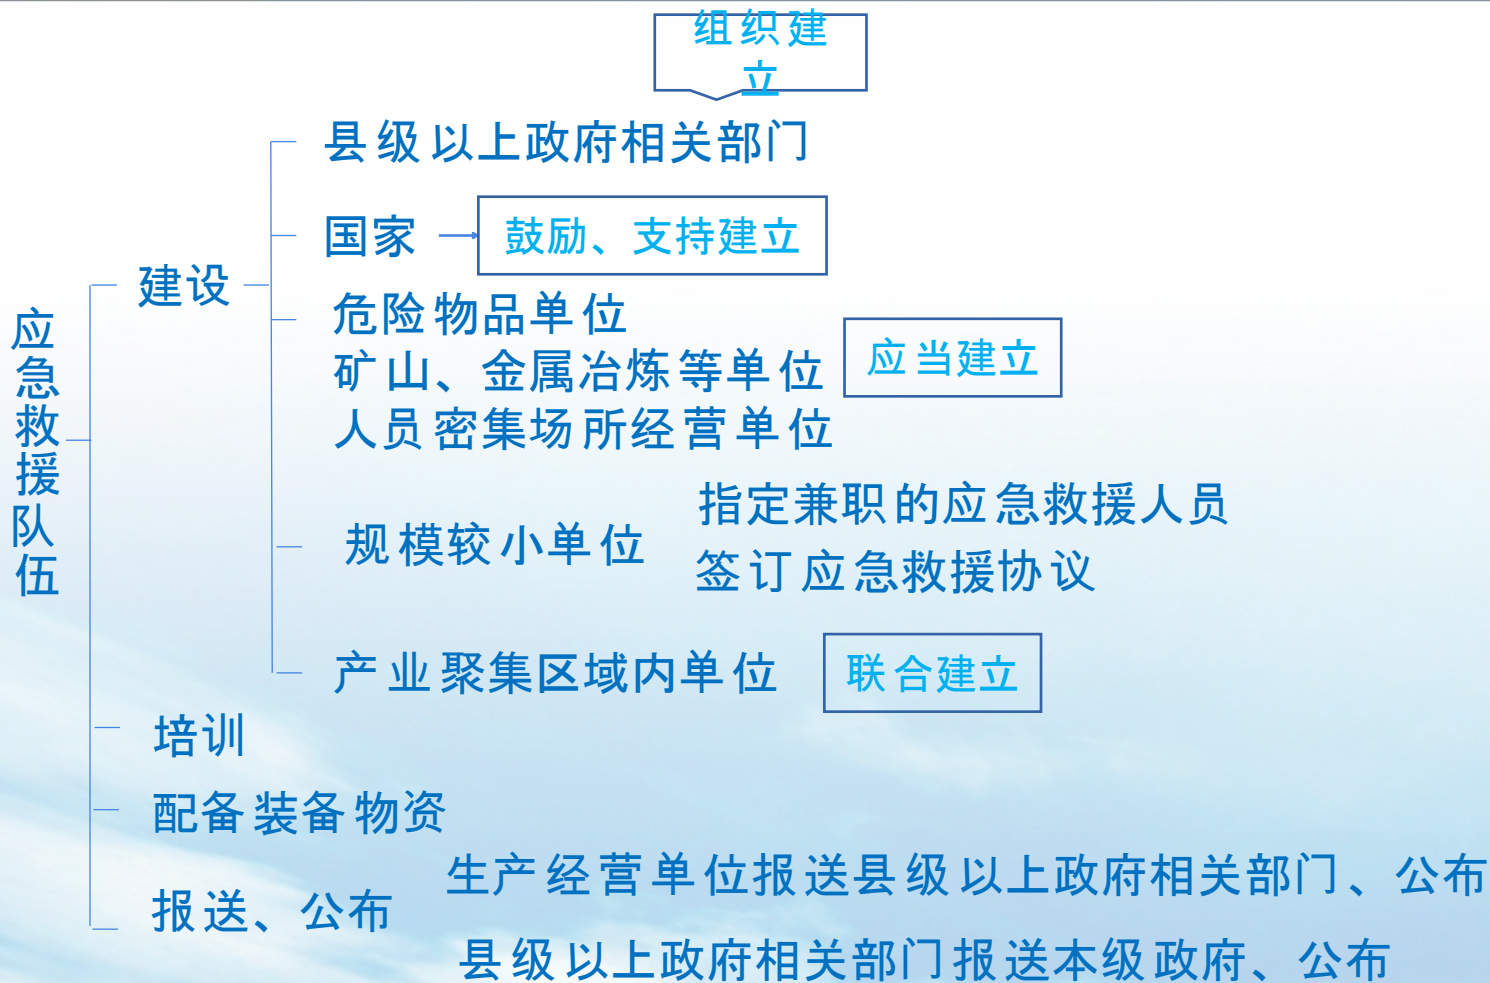 组织建
立
县级以上政府相关部门
国家
鼓励、支持建立
建设
危险物品单位
矿山、金属冶炼等单位
应当建立
人员密集场所经营单位
应急救援队伍
指定兼职的应急救援人员
规模较小单位
签订应急救援协议
产业聚集区域内单位
联合建立
培训
配备装备物资
生产经营单位报送县级以上政府相关部门、公布
报送、公布
县级以上政府相关部门报送本级政府、公布